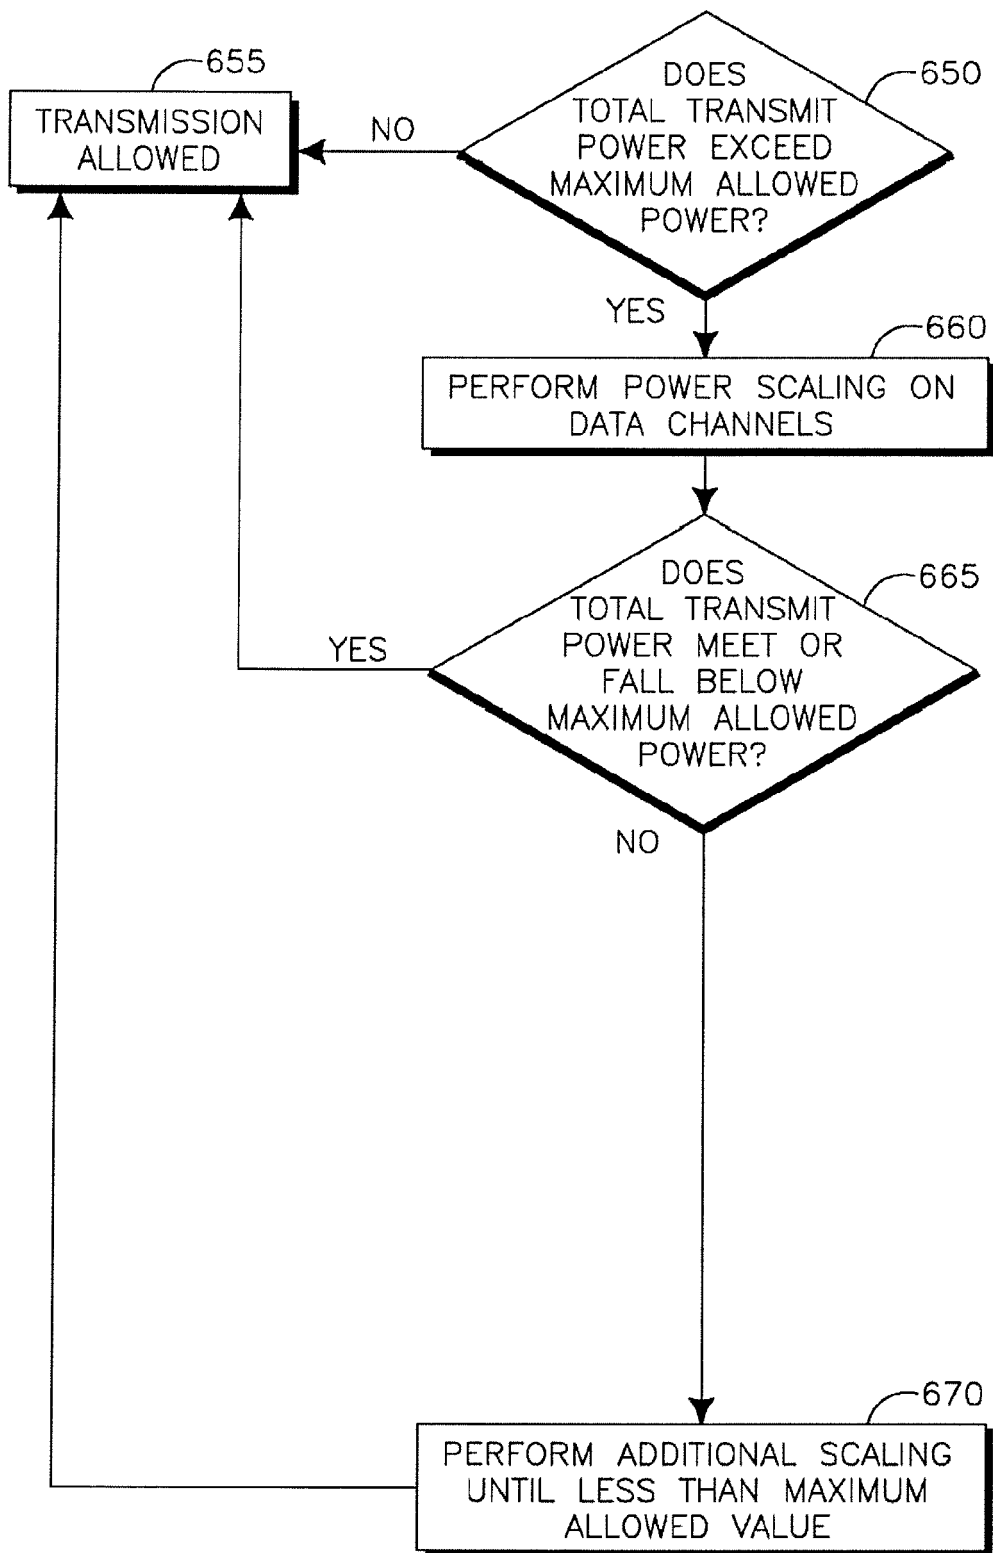 655
TRANSMISSION
ALLOWED
NO
650
DOES
TOTAL TRANSMIT
POWER EXCEED
MAXIMUM ALLOWED
POWER?
YES
660
PERFORM POWER SCALING ON
DATA CHANNELS
665
DOES
TOTAL TRANSMIT
POWER MEET OR
FALL BELOW
MAXIMUM ALLOWED
POWER?
YES
NO
670
PERFORM ADDITIONAL SCALING
UNTIL LESS THAN MAXIMUM
ALLOWED VALUE